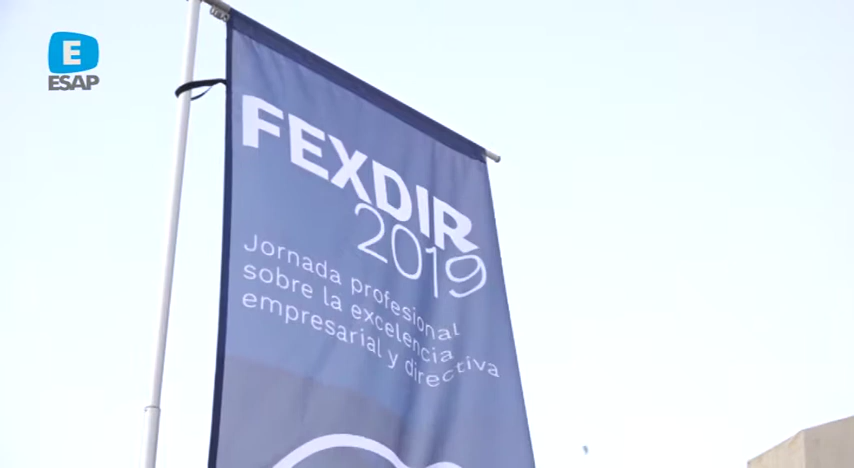 E
ESAP
FEXDIR
2019
Jornada profesional
sobre la excelencia
empresarial y directiva